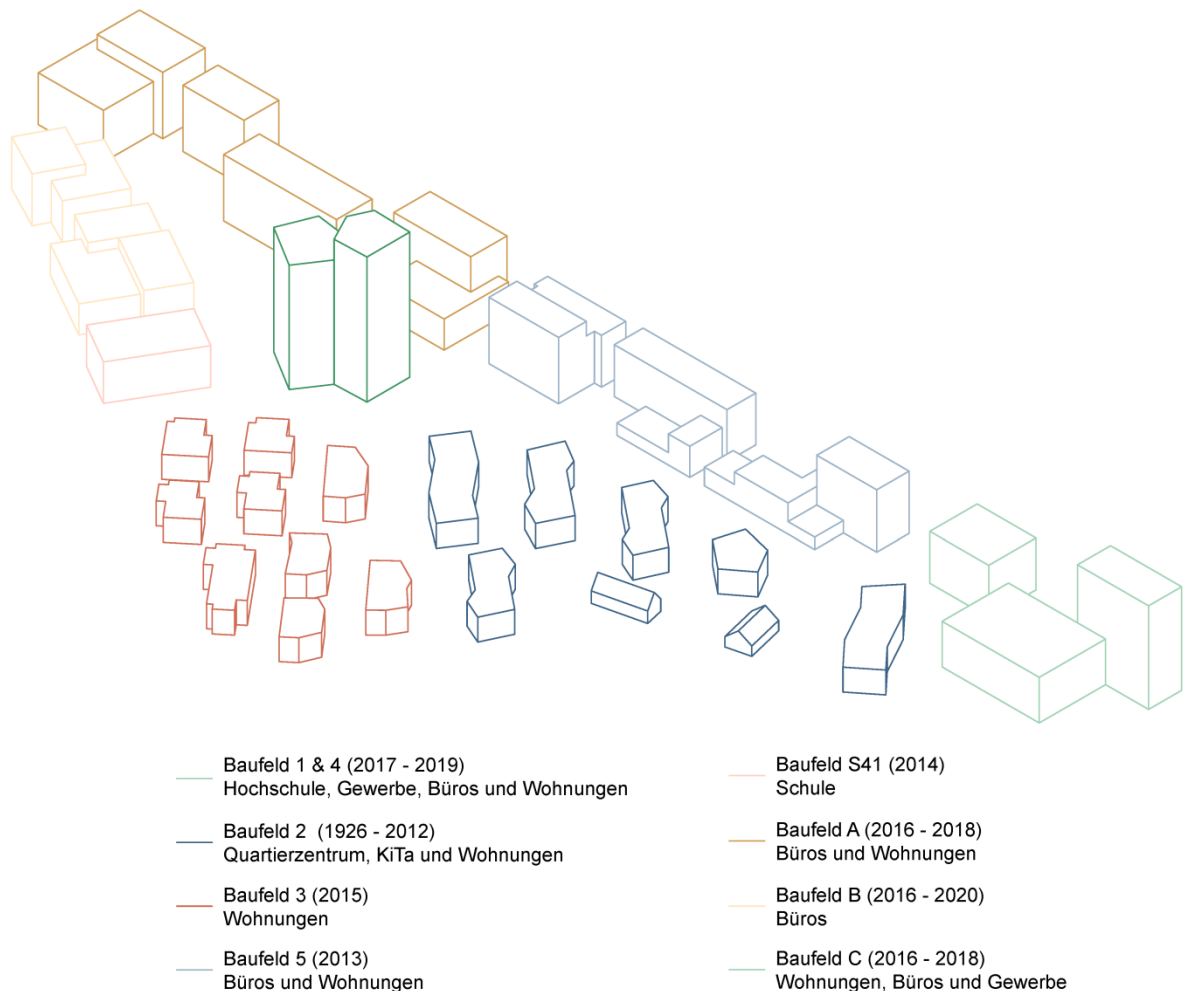 Baufeld 1 & 4 (2017 - 2019)
Hochschule, Gewerbe, Büros und Wohnungen
Baufeld 2 (1926 - 2012)
Quartierzentrum, KiTa und Wohnungen
Baufeld 3 (2015)
Wohnungen
Baufeld 5 (2013)
Büros und Wohnungen
Baufeld S41 (2014)
Schule
Baufeld A (2016 - 2018)
Büros und Wohnungen
Baufeld B (2016 - 2020)
Büros
Baufeld C (2016 - 2018)
Wohnungen, Büros und Gewerbe